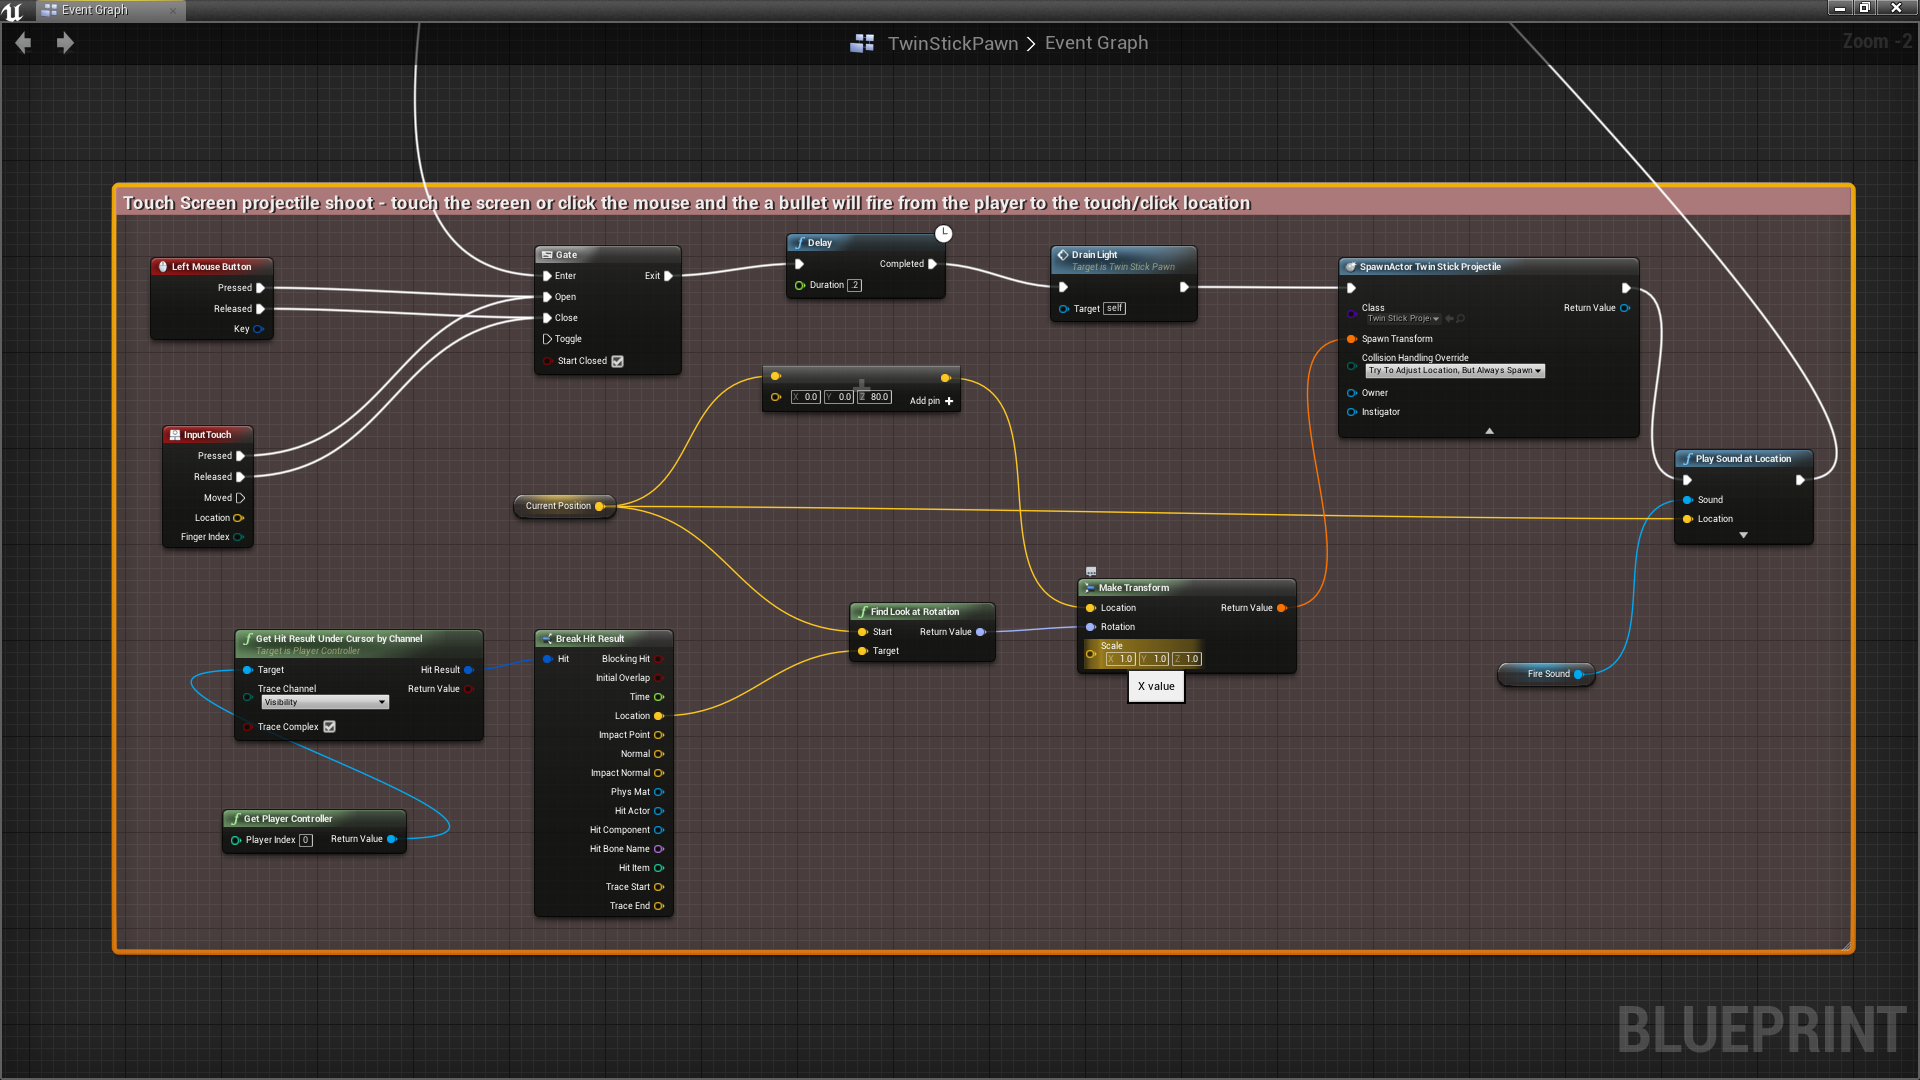 Event Graph
TwinStickPawn > Event Graph
Zoom -2
Touch Screen projectile shoot - touch the screen or click the mouse and the a bullet will fire from the player to the touch/click location
Left Mouse Button
Pressed
Released
Key
Gate
Enter
Exit
Open
Close
Toggle
Start Closed
Delay
Completed
Duration .2
Drain Light
Target is Twin Stick Pawn
Target self
SpawnActor Twin Stick Projectile
Class
Return Value
Twin Stick Proje
Spawn Transform
Collision Handling Override
Try To Adjust Location, But Always Spawn
Owner
Instigator
X 0.0 Y 0.0 Z 80.0
Add pin +
InputTouch
Pressed
Released
Moved
Location
Finger Index
Current Position
Play Sound at Location
Sound
Location
Make Transform
Location
Return Value
Rotation
Scale
X 1.0 Y 1.0 Z 1.0
X value
Find Look at Rotation
Start
Return Value
Target
Get Hit Result Under Cursor by Channel
Target is Player Controller
Target
Hit Result
Trace Channel
Return Value
Visibility
Trace Complex
Break Hit Result
Hit
Blocking Hit
Initial Overlap
Time
Location
Impact Point
Normal
Impact Normal
Phys Mat
Hit Actor
Hit Component
Hit Bone Name
Hit Item
Trace Start
Trace End
Fire Sound
Get Player Controller
Player Index 0
Return Value
BLUEPRINT